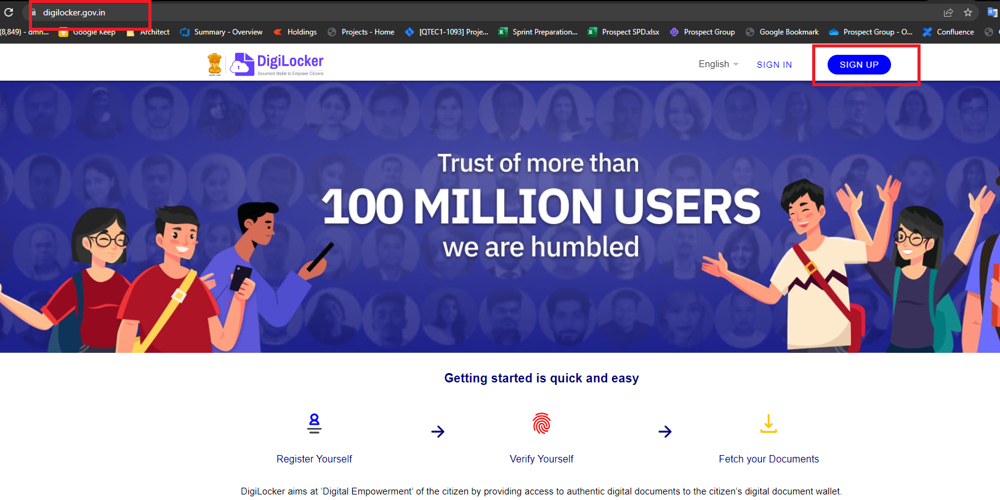 digilocker.gov.in
(8,849) - dmh... Google Keep Architect Summary - Overview Holdings Projects - Home [QTEC1-1093] Proje... Sprint Preparation... Prospect SPD.xlsx Prospect Group Google Bookmark Prospect Group - O... Confluence
DigiLocker
Document Wallet to Empower Citizens
English SIGN IN SIGN UP
Trust of more than
100 MILLION USERS
we are humbled
Getting started is quick and easy
Register Yourself Verify Yourself Fetch your Documents
DigiLocker aims at ‘Digital Empowerment’ of the citizen by providing access to authentic digital documents to the citizen’s digital document wallet.